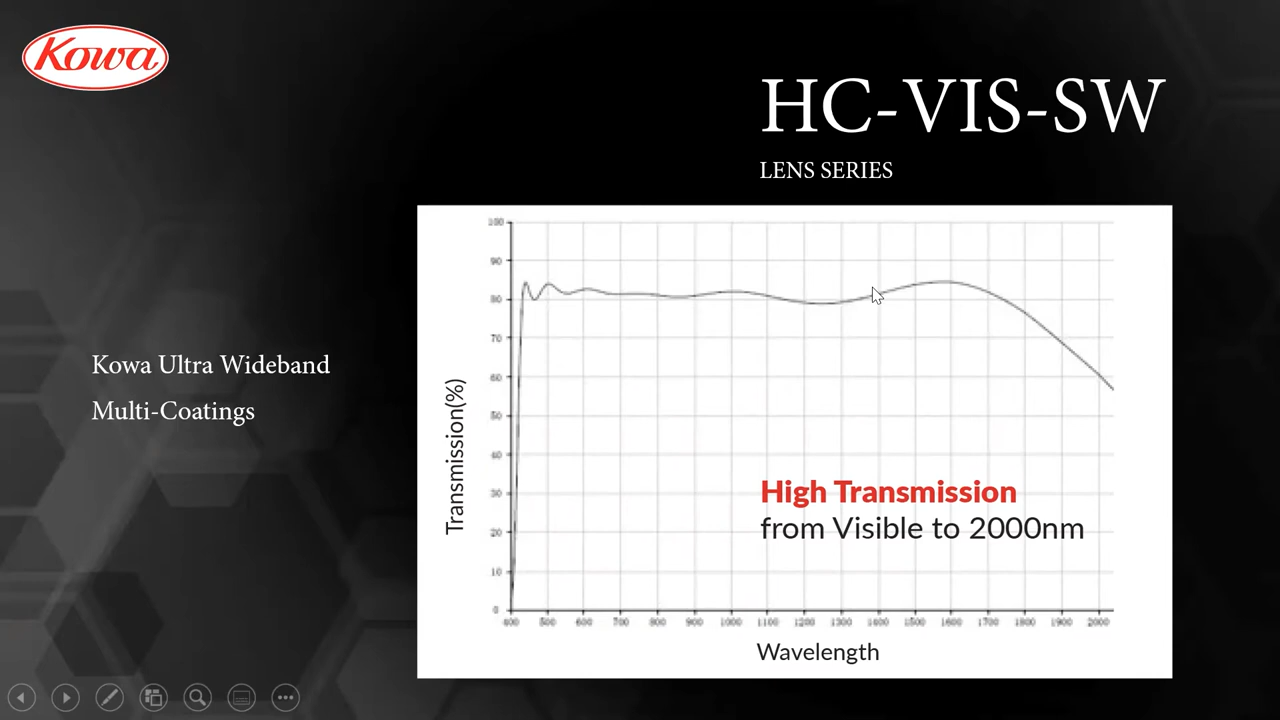 Kowa
HC-VIS-SW
LENS SERIES
Kowa Ultra Wideband
Multi-Coatings
100
90
80
70
60
50
40
30
20
10
0
Transmission(%)
High Transmission
from Visible to 2000nm
400 500 600 700 800 900 1000 1100 1200 1300 1400 1500 1600 1700 1800 1900 2000
Wavelength